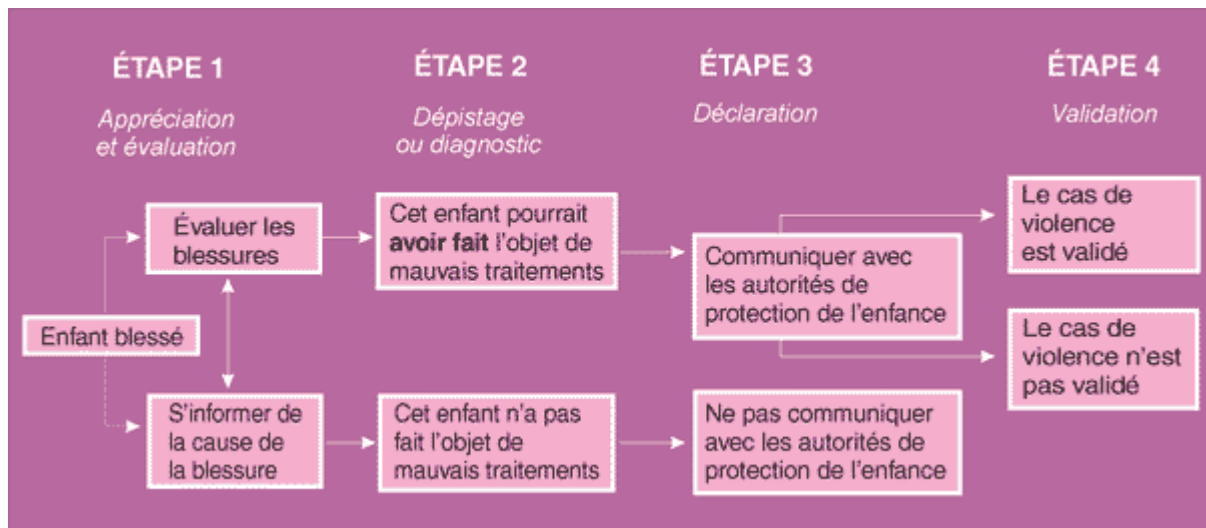 ÉTAPE 1
Appréciation
et évaluation
ÉTAPE 2
Dépistage
ou diagnostic
ÉTAPE 3
Déclaration
ÉTAPE 4
Validation
Enfant blessé
Évaluer les
blessures
S'informer de
la cause de
la blessure
Cet enfant pourrait
avoir fait l'objet de
mauvais traitements
Cet enfant n'a pas
fait l'objet de
mauvais traitements
Communiquer avec
les autorités de
protection de l'enfance
Ne pas communiquer
avec les autorités de
protection de l'enfance
Le cas de
violence
est validé
Le cas de
violence n'est
pas validé